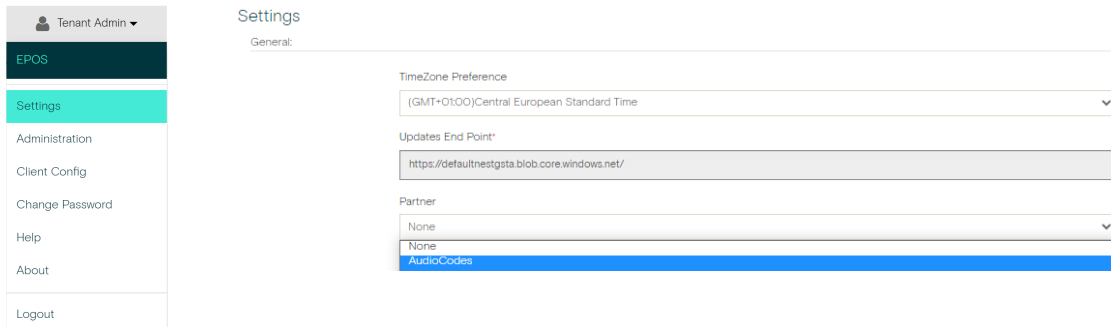 Tenant Admin
EPOS
Settings
Administration
Client Config
Change Password
Help
About
Logout
Settings
General:
TimeZone Preference
(GMT+01:00)Central European Standard Time
Updates End Point*
https://defaultnestgsta.blob.core.windows.net/
Partner
None
None
AudioCodes